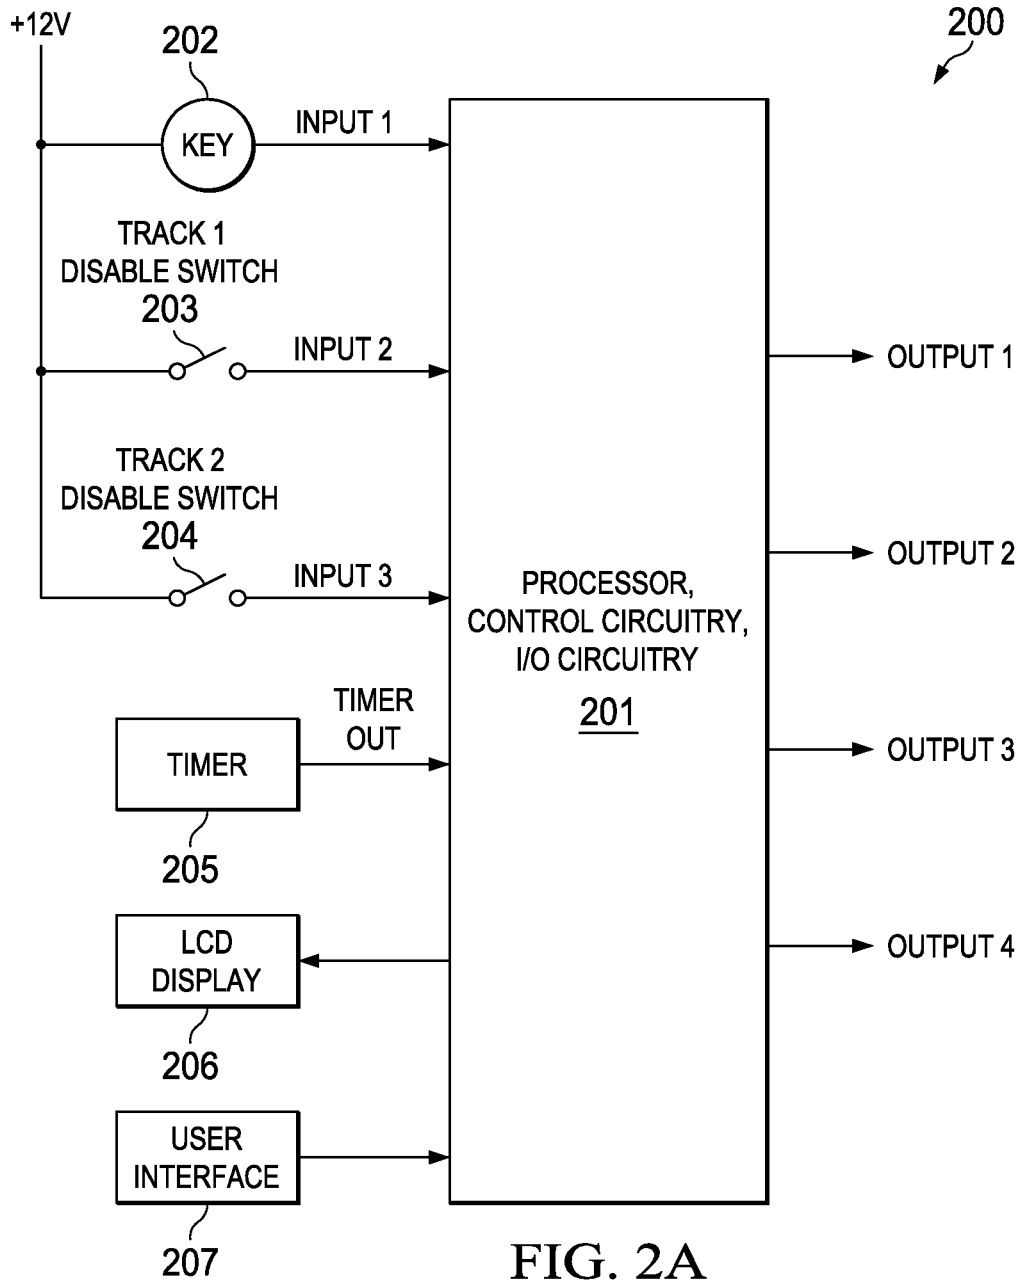 +12V
200
202
KEY
INPUT 1
TRACK 1
DISABLE SWITCH
203
INPUT 2
OUTPUT 1
TRACK 2
DISABLE SWITCH
204
INPUT 3
OUTPUT 2
PROCESSOR,
CONTROL CIRCUITRY,
I/O CIRCUITRY
201
TIMER
OUT
TIMER
205
OUTPUT 3
LCD
DISPLAY
206
OUTPUT 4
USER
INTERFACE
207
FIG. 2A